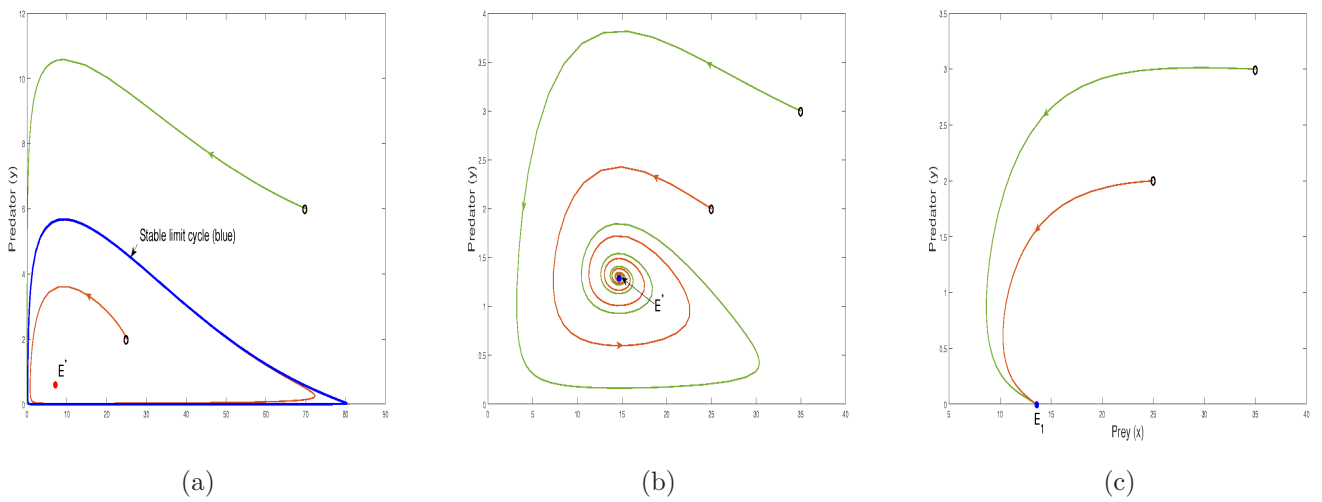 12
10
8
6
4
2
0
0 10 20 30 40 50 60 70 80 90
Predator (y)
Stable limit cycle (blue)
E*
(a)
4
3.5
3
2.5
2
1.5
1
0.5
0
0 5 10 15 20 25 30 35 40
Predator (y)
E*
(b)
3.5
3
2.5
2
1.5
1
0.5
0
5 10 15 20 25 30 35 40
Predator (y)
E1
Prey (x)
(c)